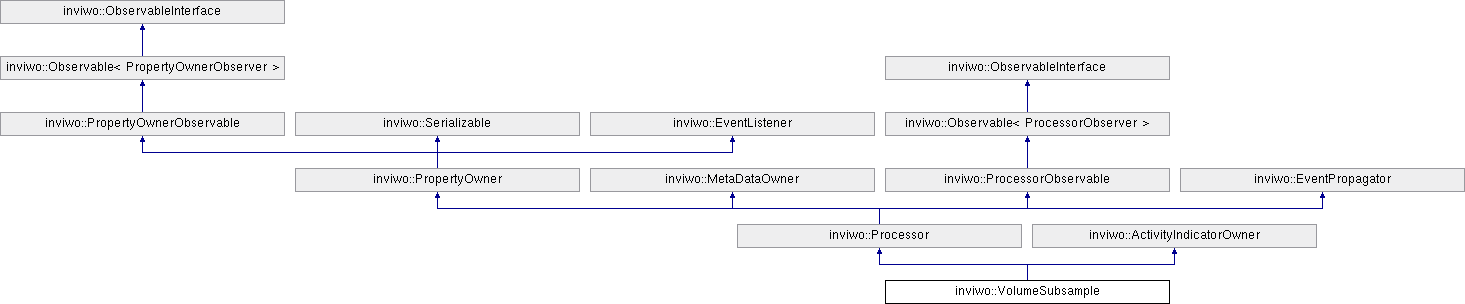 inviwo::ObservableInterface
inviwo::Observable< PropertyOwnerObserver >
inviwo::ObservableInterface
inviwo::PropertyOwnerObservable
inviwo::Serializable
inviwo::EventListener
inviwo::Observable< ProcessorObserver >
inviwo::PropertyOwner
inviwo::MetaDataOwner
inviwo::ProcessorObservable
inviwo::EventPropagator
inviwo::Processor
inviwo::ActivityIndicatorOwner
inviwo::VolumeSubsample